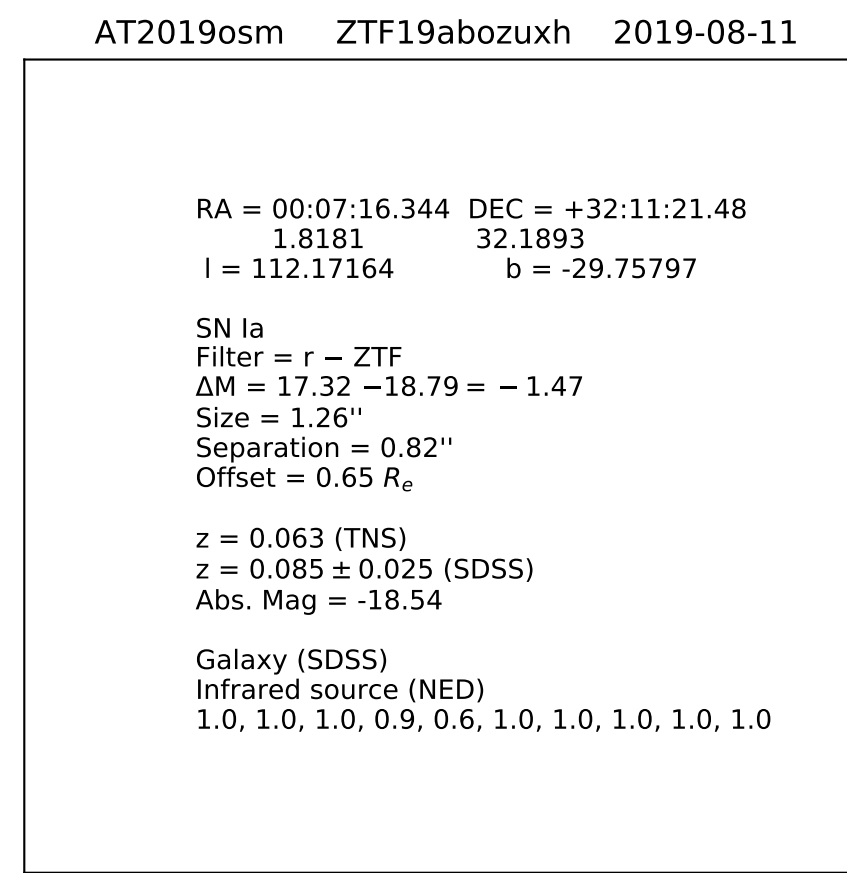 AT2019osm ZTF19abozuxh 2019-08-11
RA = 00:07:16.344 DEC = +32:11:21.48
1.8181 32.1893
l = 112.17164 b = -29.75797
SN Ia
Filter = r − ZTF
ΔM = 17.32 −18.79 = − 1.47
Size = 1.26''
Separation = 0.82''
Offset = 0.65 Re
z = 0.063 (TNS)
z = 0.085 ± 0.025 (SDSS)
Abs. Mag = -18.54
Galaxy (SDSS)
Infrared source (NED)
1.0, 1.0, 1.0, 0.9, 0.6, 1.0, 1.0, 1.0, 1.0, 1.0